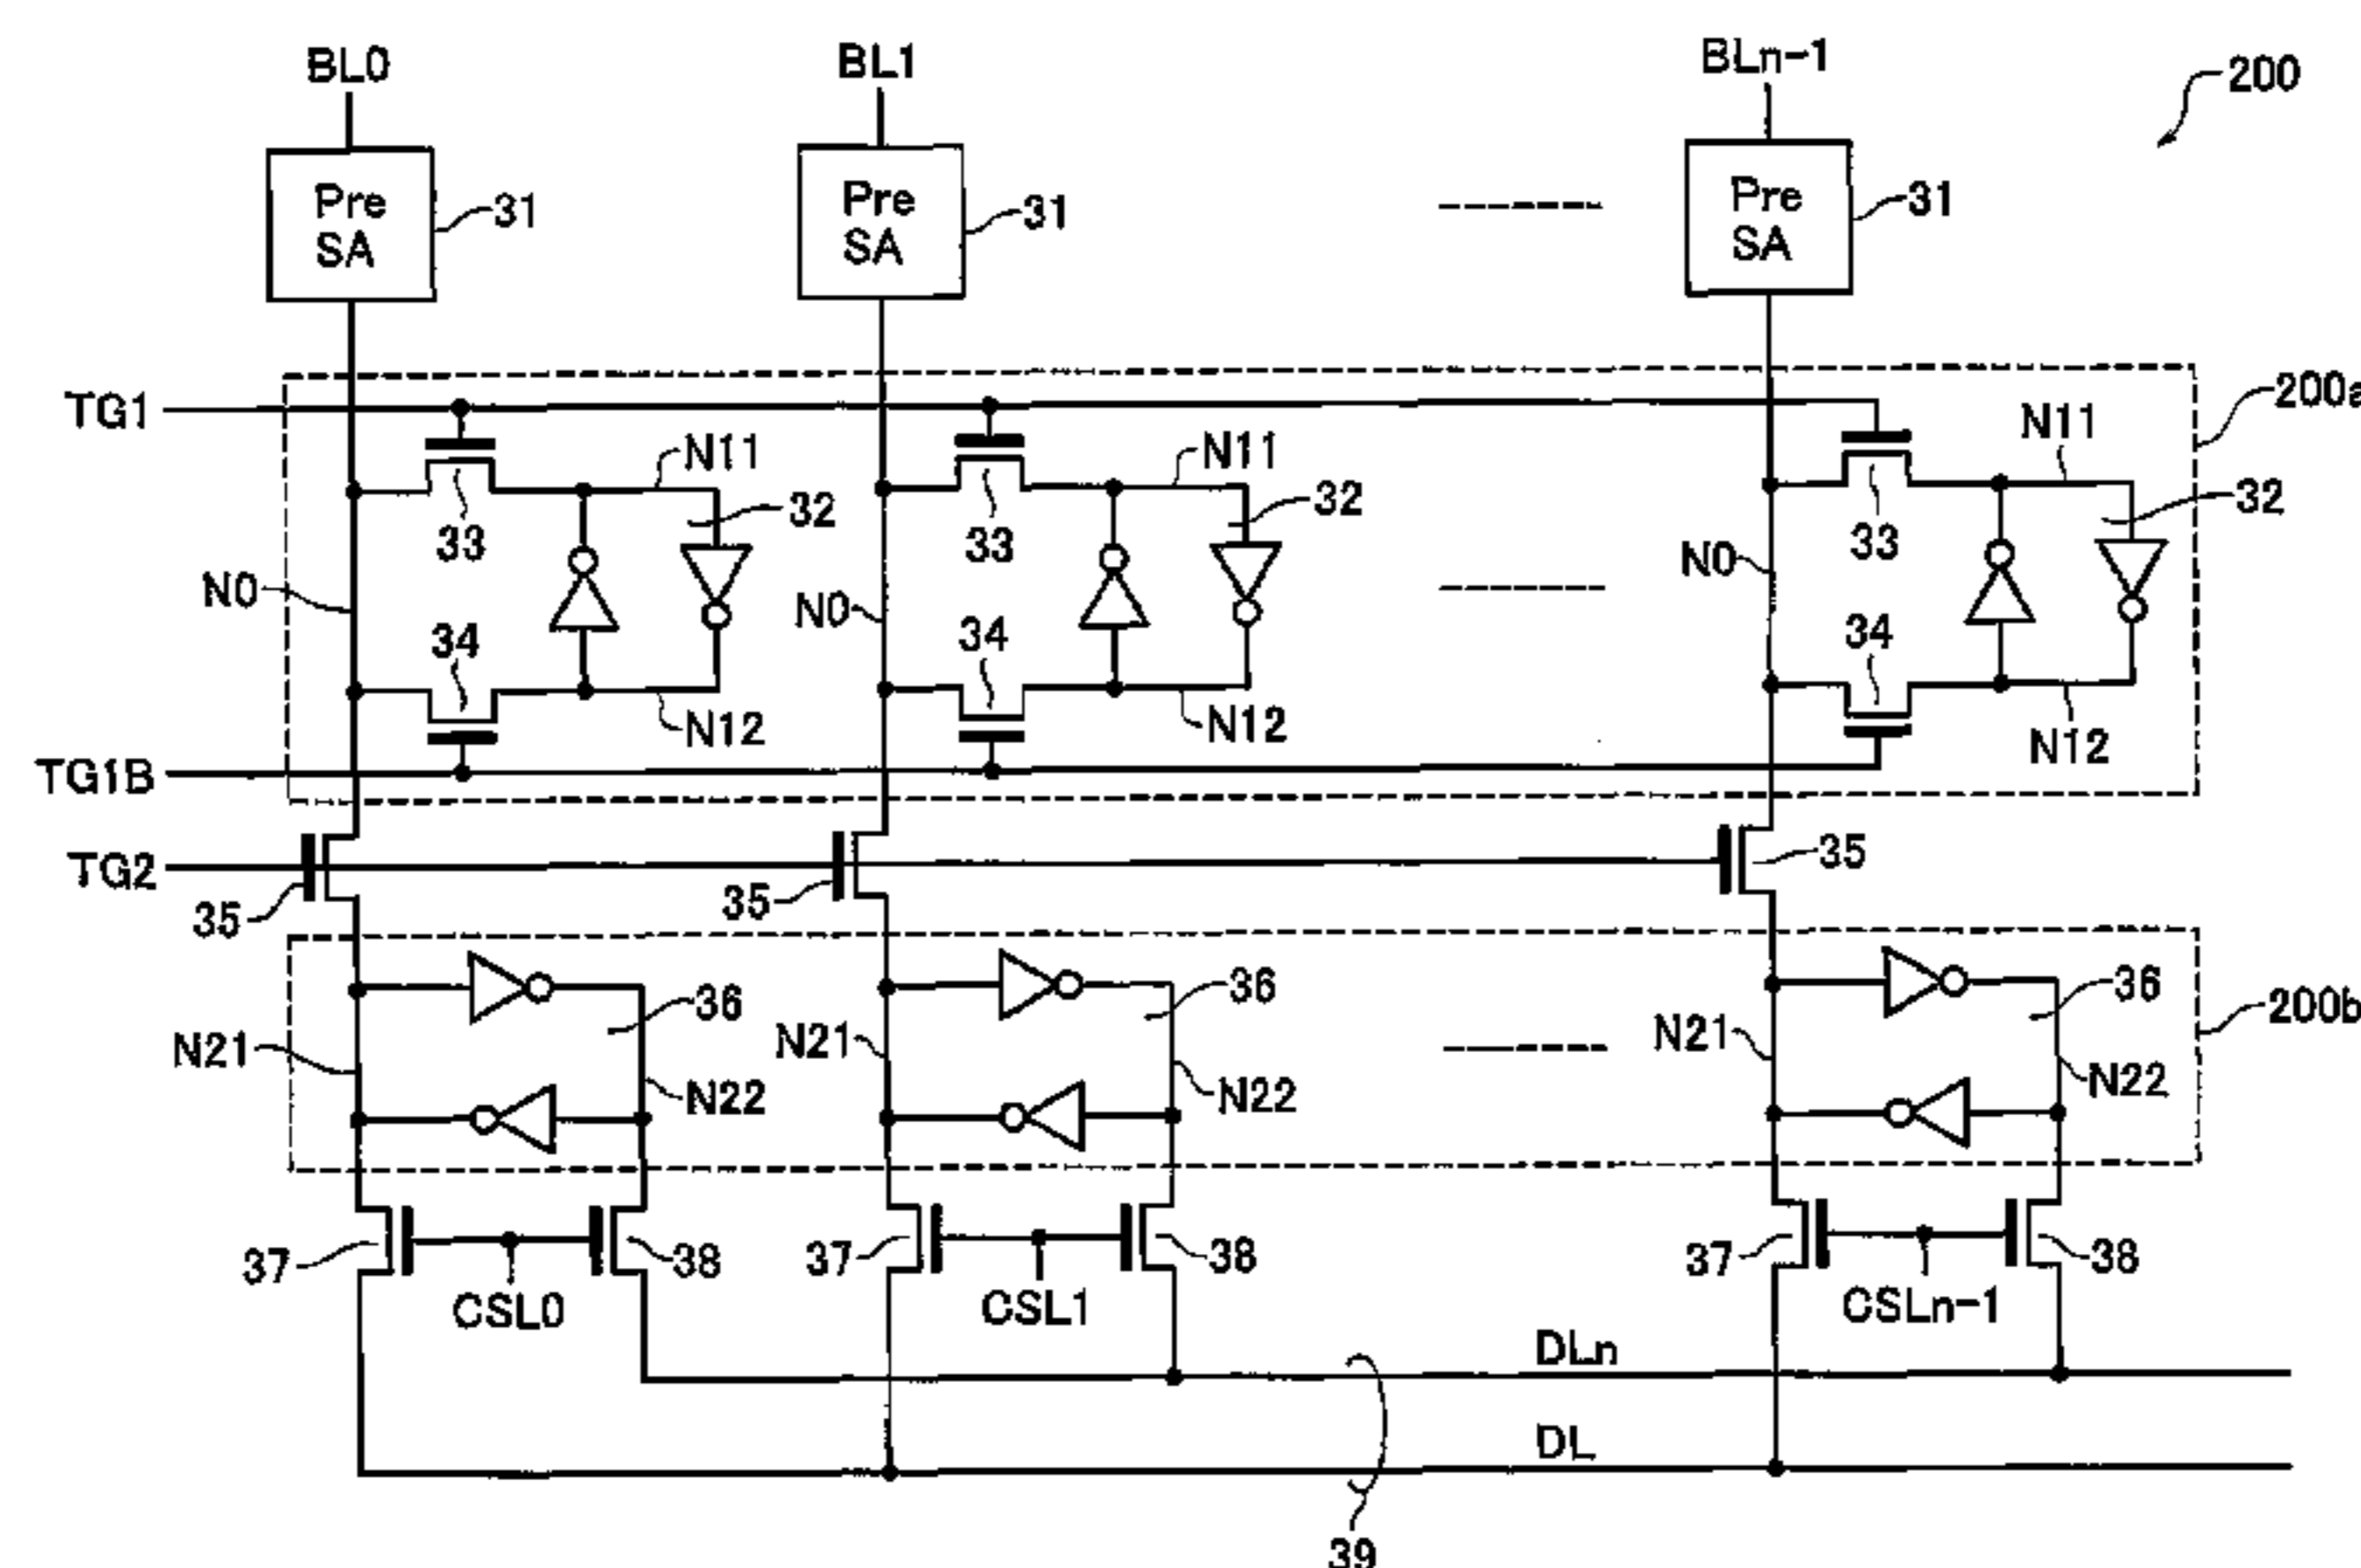 BL0
BL1
BLn-1
200
Pre
SA
31
Pre
SA
31
Pre
SA
31
TG1
200a
N11
N11
N11
32
32
32
33
33
33
N0
N0
N0
34
34
34
N12
N12
N12
TG1B
TG2
35
35
35
36
36
36
200b
N21
N21
N21
N22
N22
N22
37
38
37
38
37
38
CSL0
CSL1
CSLn-1
DLn
DL
39